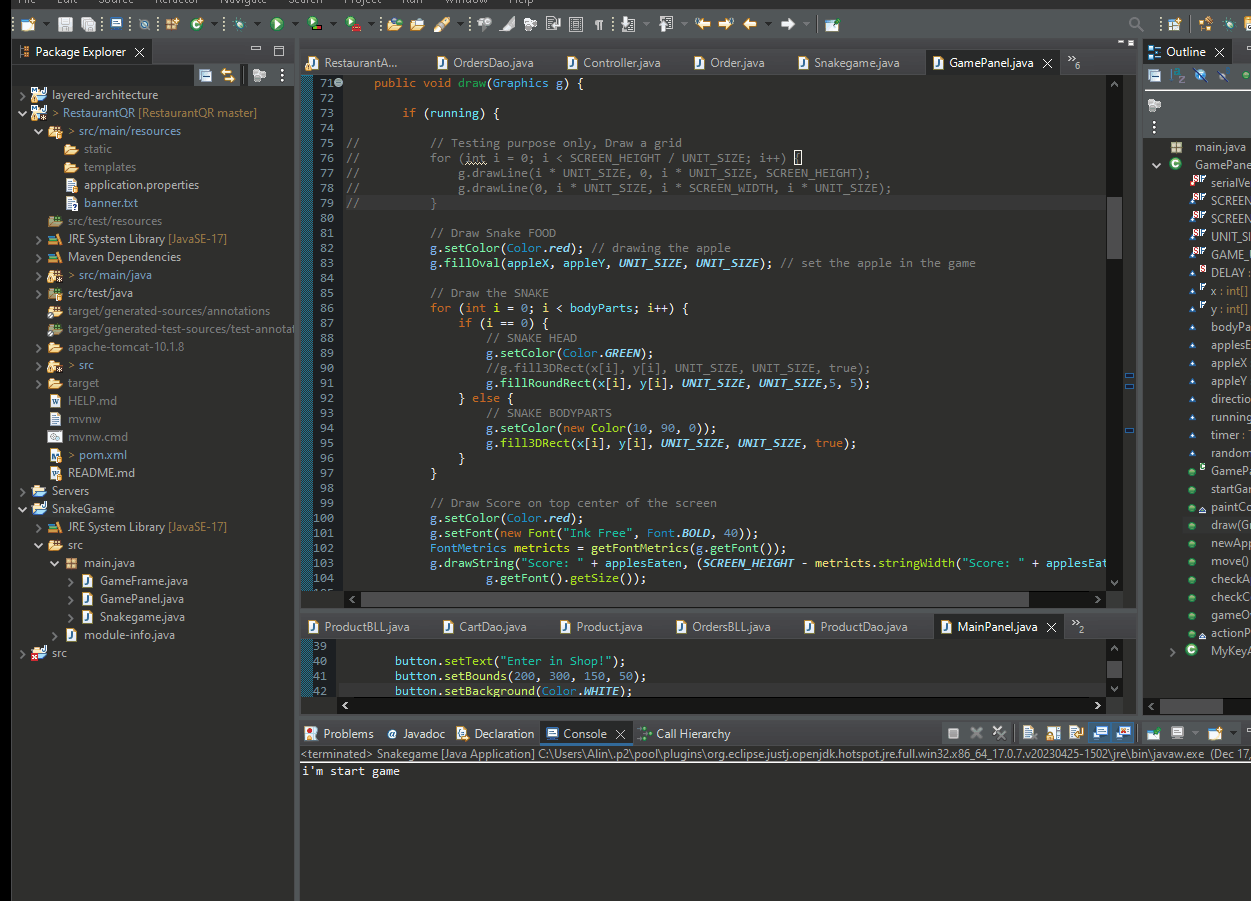 Package Explorer
layered-architecture
> RestaurantQR [RestaurantQR master]
> src/main/resources
static
templates
application.properties
banner.txt
src/test/resources
JRE System Library [JavaSE-17]
Maven Dependencies
> src/main/java
src/test/java
target/generated-sources/annotations
target/generated-test-sources/test-annotat
apache-tomcat-10.1.8
> src
target
HELP.md
mvnw
mvnw.cmd
> pom.xml
README.md
Servers
SnakeGame
JRE System Library [JavaSE-17]
src
main.java
GameFrame.java
GamePanel.java
Snakegame.java
module-info.java
src
RestaurantA... OrdersDao.java Controller.java Order.java Snakegame.java GamePanel.java »6
71 public void draw(Graphics g) {
72
73 if (running) {
74
75 // // Testing purpose only, Draw a grid
76 // for (int i = 0; i < SCREEN_HEIGHT / UNIT_SIZE; i++) {
77 // g.drawLine(i * UNIT_SIZE, 0, i * UNIT_SIZE, SCREEN_HEIGHT);
78 // g.drawLine(0, i * UNIT_SIZE, i * SCREEN_WIDTH, i * UNIT_SIZE);
79 // }
80
81 // Draw Snake FOOD
82 g.setColor(Color.red); // drawing the apple
83 g.fillOval(appleX, appleY, UNIT_SIZE, UNIT_SIZE); // set the apple in the game
84
85 // Draw the SNAKE
86 for (int i = 0; i < bodyParts; i++) {
87 if (i == 0) {
88 // SNAKE HEAD
89 g.setColor(Color.GREEN);
90 //g.fill3DRect(x[i], y[i], UNIT_SIZE, UNIT_SIZE, true);
91 g.fillRoundRect(x[i], y[i], UNIT_SIZE, UNIT_SIZE,5, 5);
92 } else {
93 // SNAKE BODYPARTS
94 g.setColor(new Color(10, 90, 0));
95 g.fill3DRect(x[i], y[i], UNIT_SIZE, UNIT_SIZE, true);
96 }
97 }
98
99 // Draw Score on top center of the screen
100 g.setColor(Color.red);
101 g.setFont(new Font("Ink Free", Font.BOLD, 40));
102 FontMetrics metricts = getFontMetrics(g.getFont());
103 g.drawString("Score: " + applesEaten, (SCREEN_HEIGHT - metricts.stringWidth("Score: " + applesEat
104 g.getFont().getSize());
ProductBLL.java CartDao.java Product.java OrdersBLL.java ProductDao.java MainPanel.java »2
39
40 button.setText("Enter in Shop!");
41 button.setBounds(200, 300, 150, 50);
42 button.setBackground(Color.WHITE);
Problems Javadoc Declaration Console Call Hierarchy
<terminated> Snakegame [Java Application] C:\Users\Alin\.p2\pool\plugins\org.eclipse.justj.openjdk.hotspot.jre.full.win32.x86_64_17.0.7.v20230425-1502\jre\bin\javaw.exe (Dec 17,
i'm start game
Outline
main.java
GamePane
serialVe
SCREEN
SCREEN
UNIT_SI
GAME_
DELAY :
x : int[]
y : int[]
bodyPa
applesE
appleX
appleY
directio
running
timer :
random
GamePa
startGar
paintCo
draw(Gr
newApp
move()
checkA
checkC
gameOv
actionP
MyKeyA